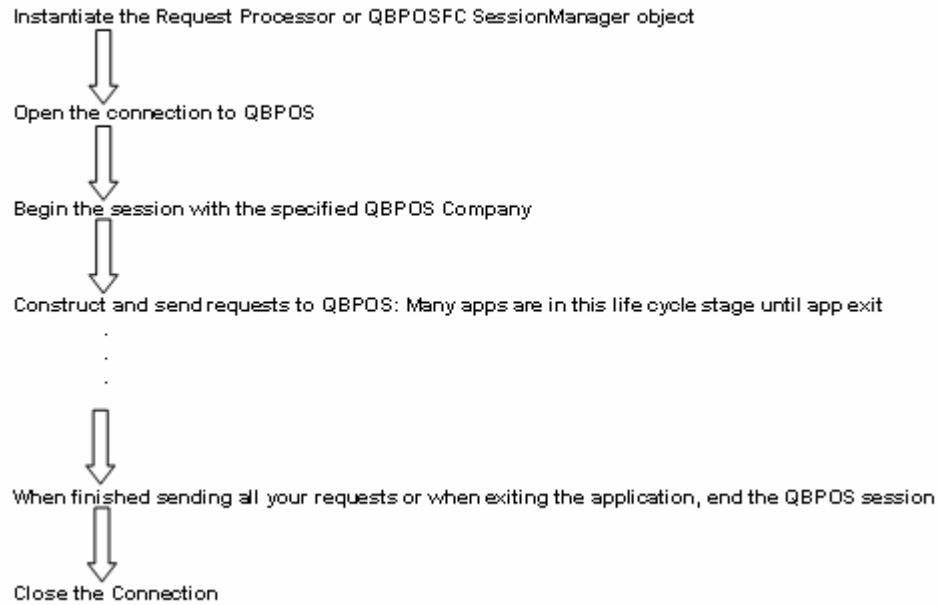 Instantiate the Request Processor or QBPOSFC SessionManager object
Open the connection to QBPOS
Begin the session with the specified QBPOS Company
Construct and send requests to QBPOS: Many apps are in this life cycle stage until app exit
.
.
.
When finished sending all your requests or when exiting the application, end the QBPOS session
Close the Connection